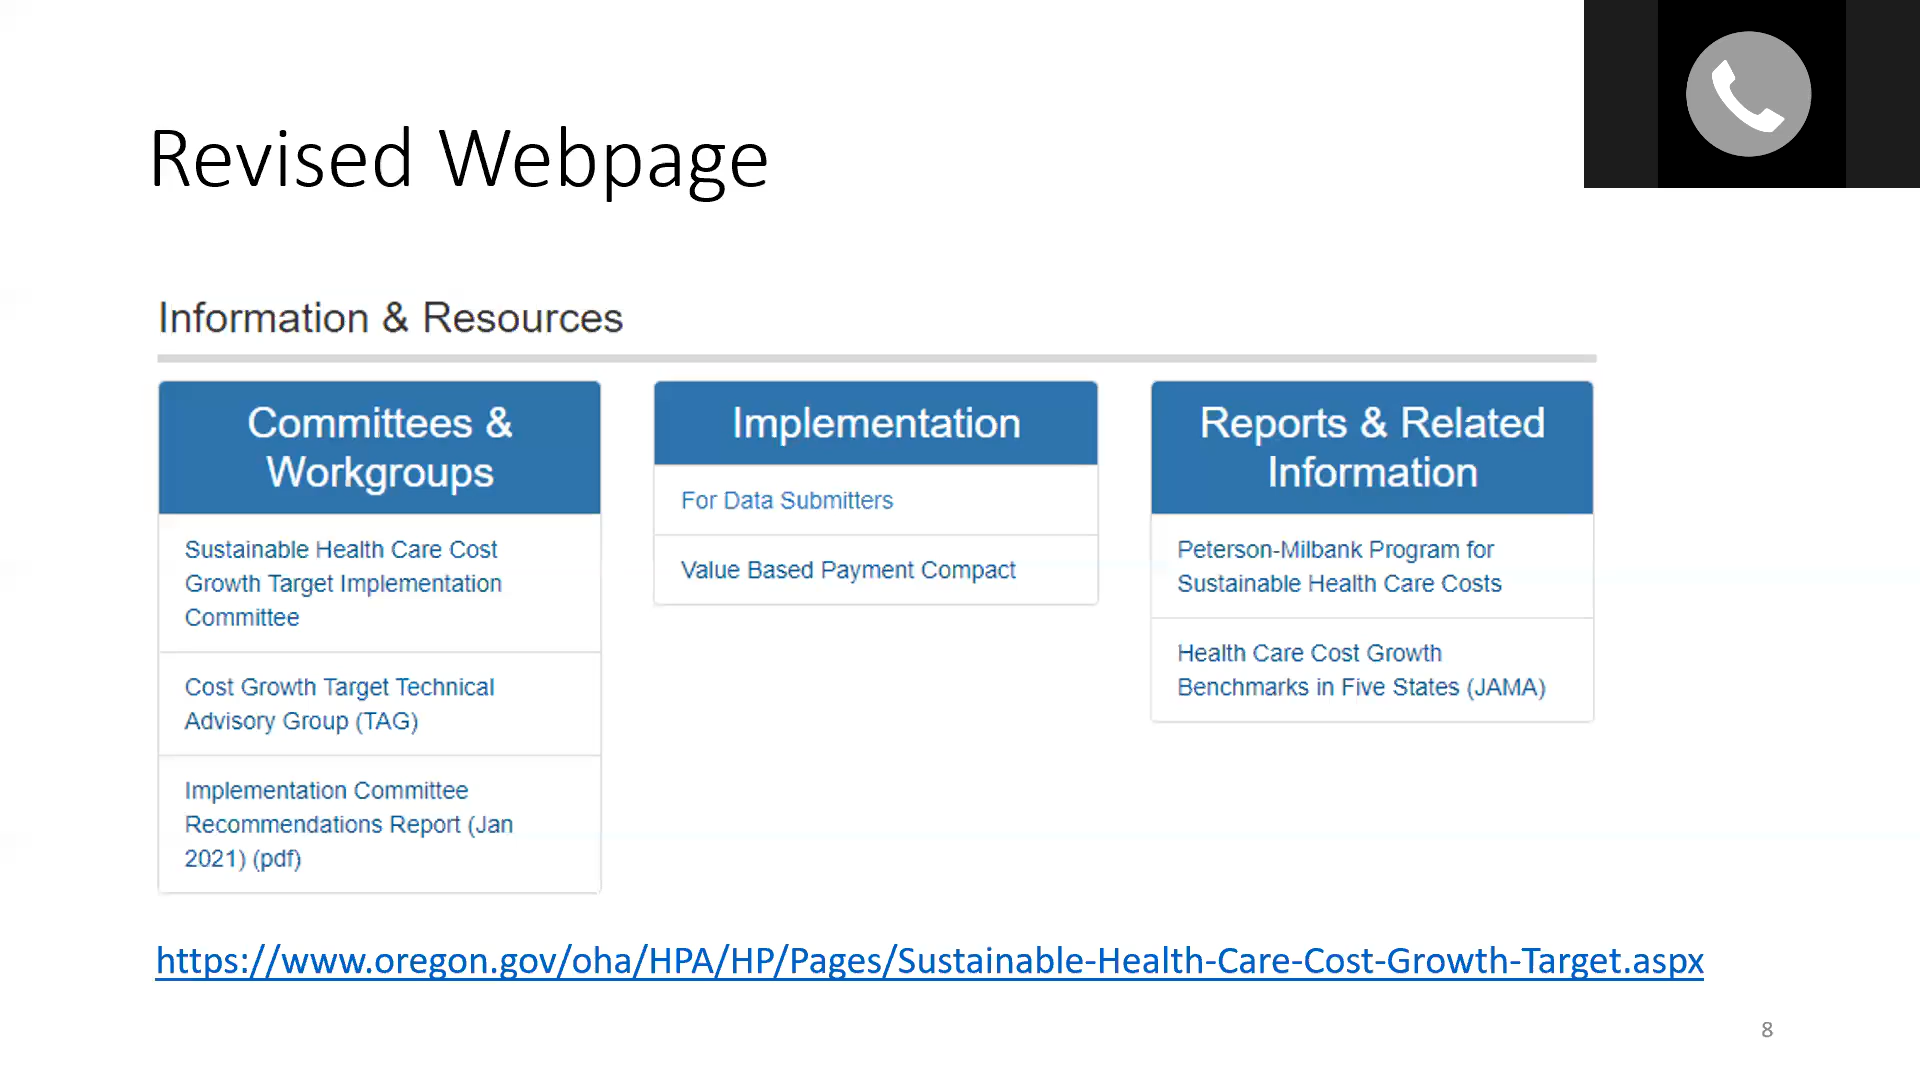 Revised Webpage
Information & Resources
Committees &
Workgroups
Sustainable Health Care Cost
Growth Target Implementation
Committee
Cost Growth Target Technical
Advisory Group (TAG)
Implementation Committee
Recommendations Report (Jan
2021) (pdf)
Implementation
For Data Submitters
Value Based Payment Compact
Reports & Related
Information
Peterson-Milbank Program for
Sustainable Health Care Costs
Health Care Cost Growth
Benchmarks in Five States (JAMA)
https://www.oregon.gov/oha/HPA/HP/Pages/Sustainable-Health-Care-Cost-Growth-Target.aspx
8